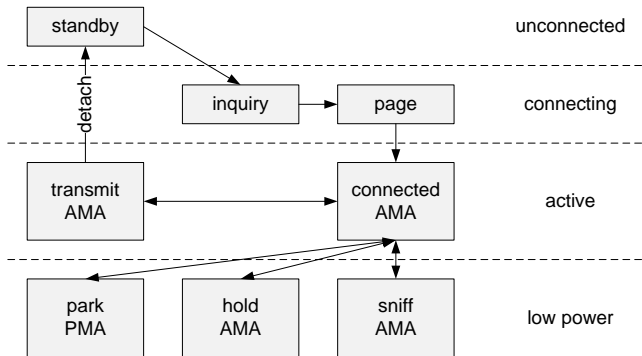 standby
unconnected
detach
inquiry
page
connecting
transmit
AMA
connected
AMA
active
park
PMA
hold
AMA
sniff
AMA
low power